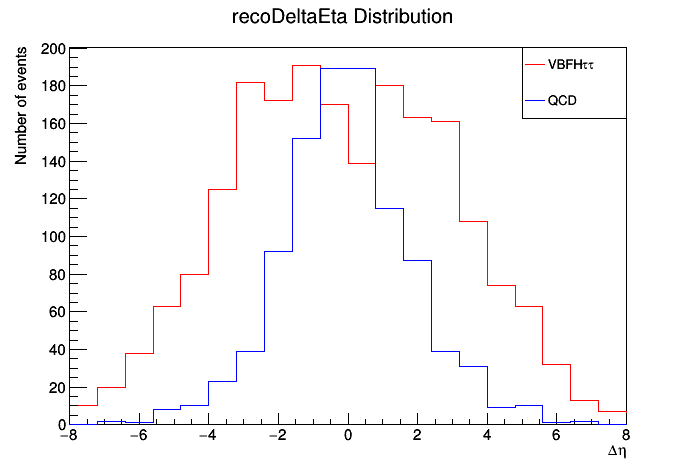 recoDeltaEta Distribution
Number of events
200
180
160
140
120
100
80
60
40
20
0
−8 −6 −4 −2 0 2 4 6 8
Δη
VBFHττ
QCD